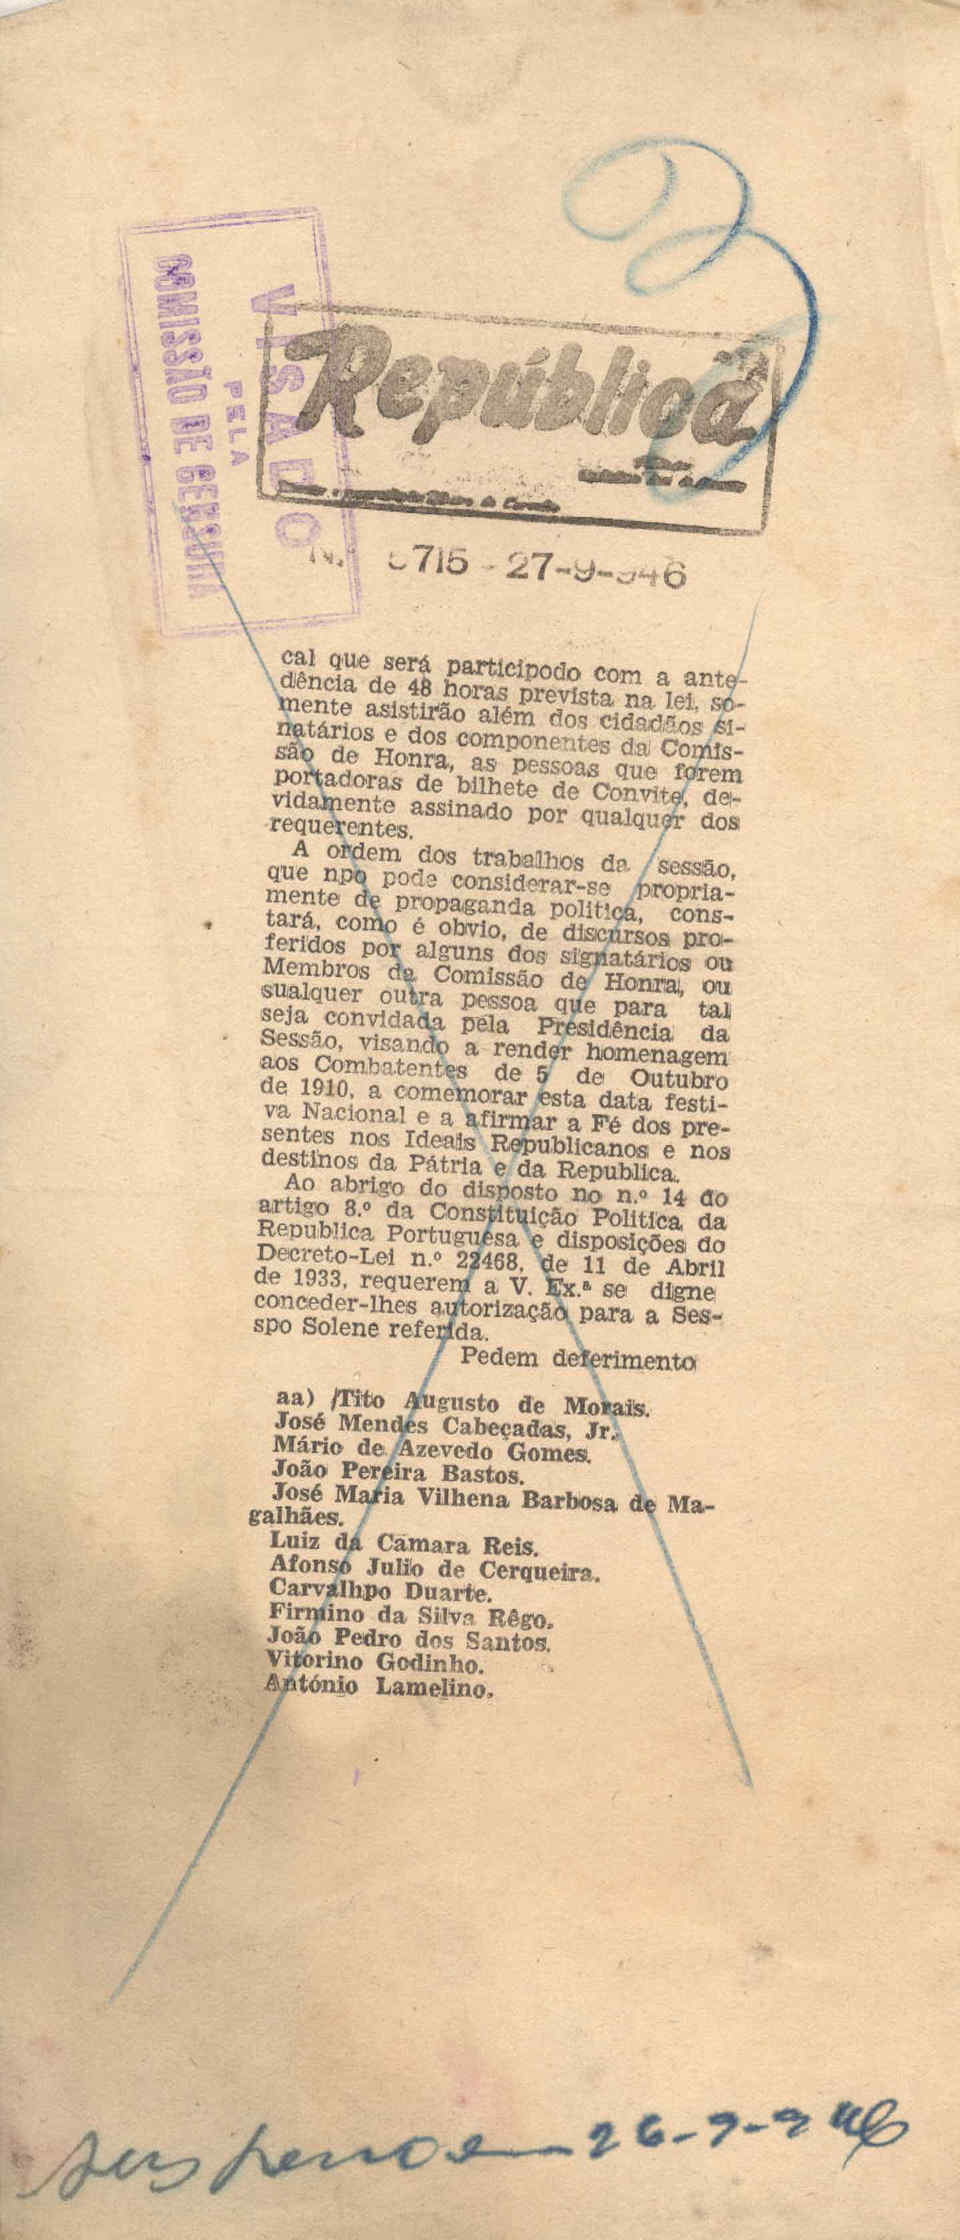 VISADO
PELA
COMISSÃO DE CENSURA
República
N. 5715 - 27-9-946
cal que será participodo com a ante-
dência de 48 horas prevista na lei, so-
mente asistirão além dos cidadãos si-
natários e dos componentes da Comis-
são de Honra, as pessoas que forem
portadoras de bilhete de Convite, de-
vidamente assinado por qualquer dos
requerentes.
A ordem dos trabalhos da sessão,
que npo pode considerar-se propria-
mente de propaganda politica, cons-
tará, como é obvio, de discursos pro-
feridos por alguns dos signatários ou
Membros da Comissão de Honra, ou
sualquer outra pessoa que para tal
seja convidada pela Presidência da
Sessão, visando a render homenagem
aos Combatentes de 5 de Outubro
de 1910, a comemorar esta data festi-
va Nacional e a afirmar a Fé dos pre-
sentes nos Ideais Republicanos e nos
destinos da Pátria e da Republica.
Ao abrigo do disposto no n.º 14 do
artigo 8.º da Constituição Politica da
Republica Portuguesa e disposições do
Decreto-Lei n.º 22468, de 11 de Abril
de 1933, requerem a V. Ex.ª se digne
conceder-lhes autorização para a Ses-
spo Solene referida.
Pedem deferimento
aa) /Tito Augusto de Morais.
José Mendes Cabeçadas, Jr.
Mário de Azevedo Gomes.
João Pereira Bastos.
José Maria Vilhena Barbosa de Ma-
galhães.
Luiz da Câmara Reis.
Afonso Julio de Cerqueira.
Carvalhpo Duarte.
Firmino da Silva Rêgo.
João Pedro dos Santos.
Vitorino Godinho.
António Lamelino.
suspenso 26-9-946